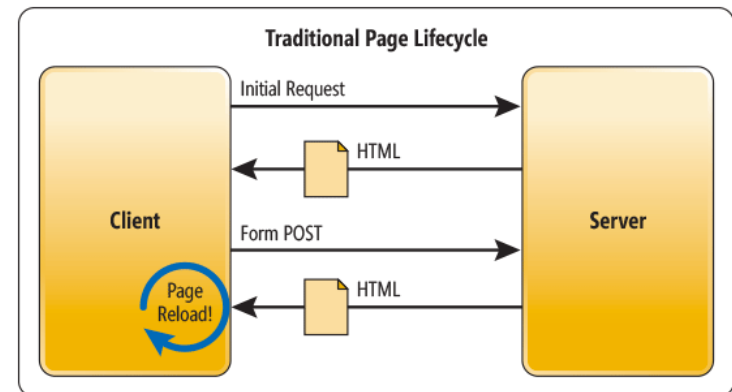 Traditional Page Lifecycle
Initial Request
HTML
Client
Server
Form POST
HTML
Page
Reload!